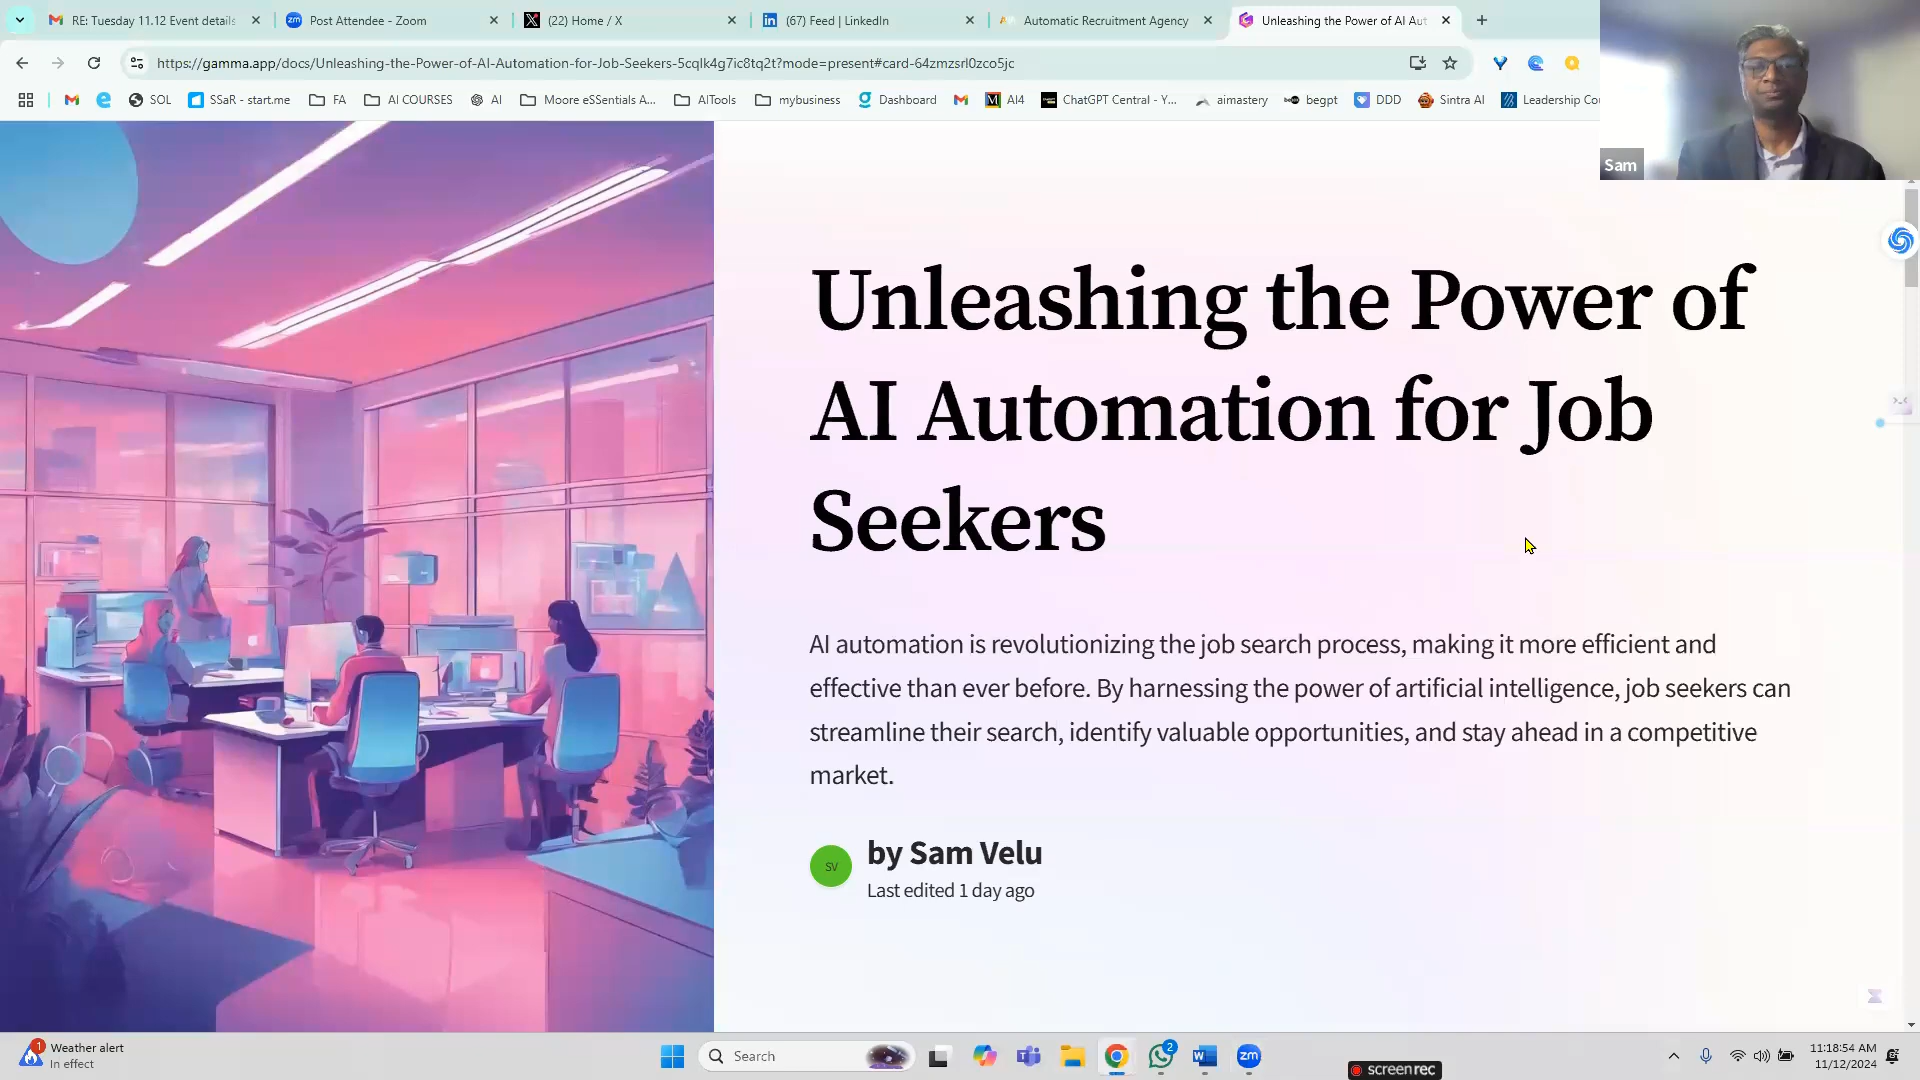 RE: Tuesday 11.12 Event details
Post Attendee - Zoom
(22) Home / X
(67) Feed | LinkedIn
Automatic Recruitment Agency
Unleashing the Power of AI Aut
https://gamma.app/docs/Unleashing-the-Power-of-AI-Automation-for-Job-Seekers-5cqlk4g7ic8tq2t?mode=present#card-64zmzsrl0zco5jc
SOL
SSaR - start.me
FA
AI COURSES
AI
Moore eSSentials A...
AITools
mybusiness
Dashboard
AI4
ChatGPT Central - Y...
aimastery
begpt
DDD
Sintra AI
Leadership Cou
Sam
Unleashing the Power of
AI Automation for Job
Seekers
AI automation is revolutionizing the job search process, making it more efficient and
effective than ever before. By harnessing the power of artificial intelligence, job seekers can
streamline their search, identify valuable opportunities, and stay ahead in a competitive
market.
SV
by Sam Velu
Last edited 1 day ago
1
Weather alert
In effect
Search
2
zm
screenrec
11:18:54 AM
11/12/2024